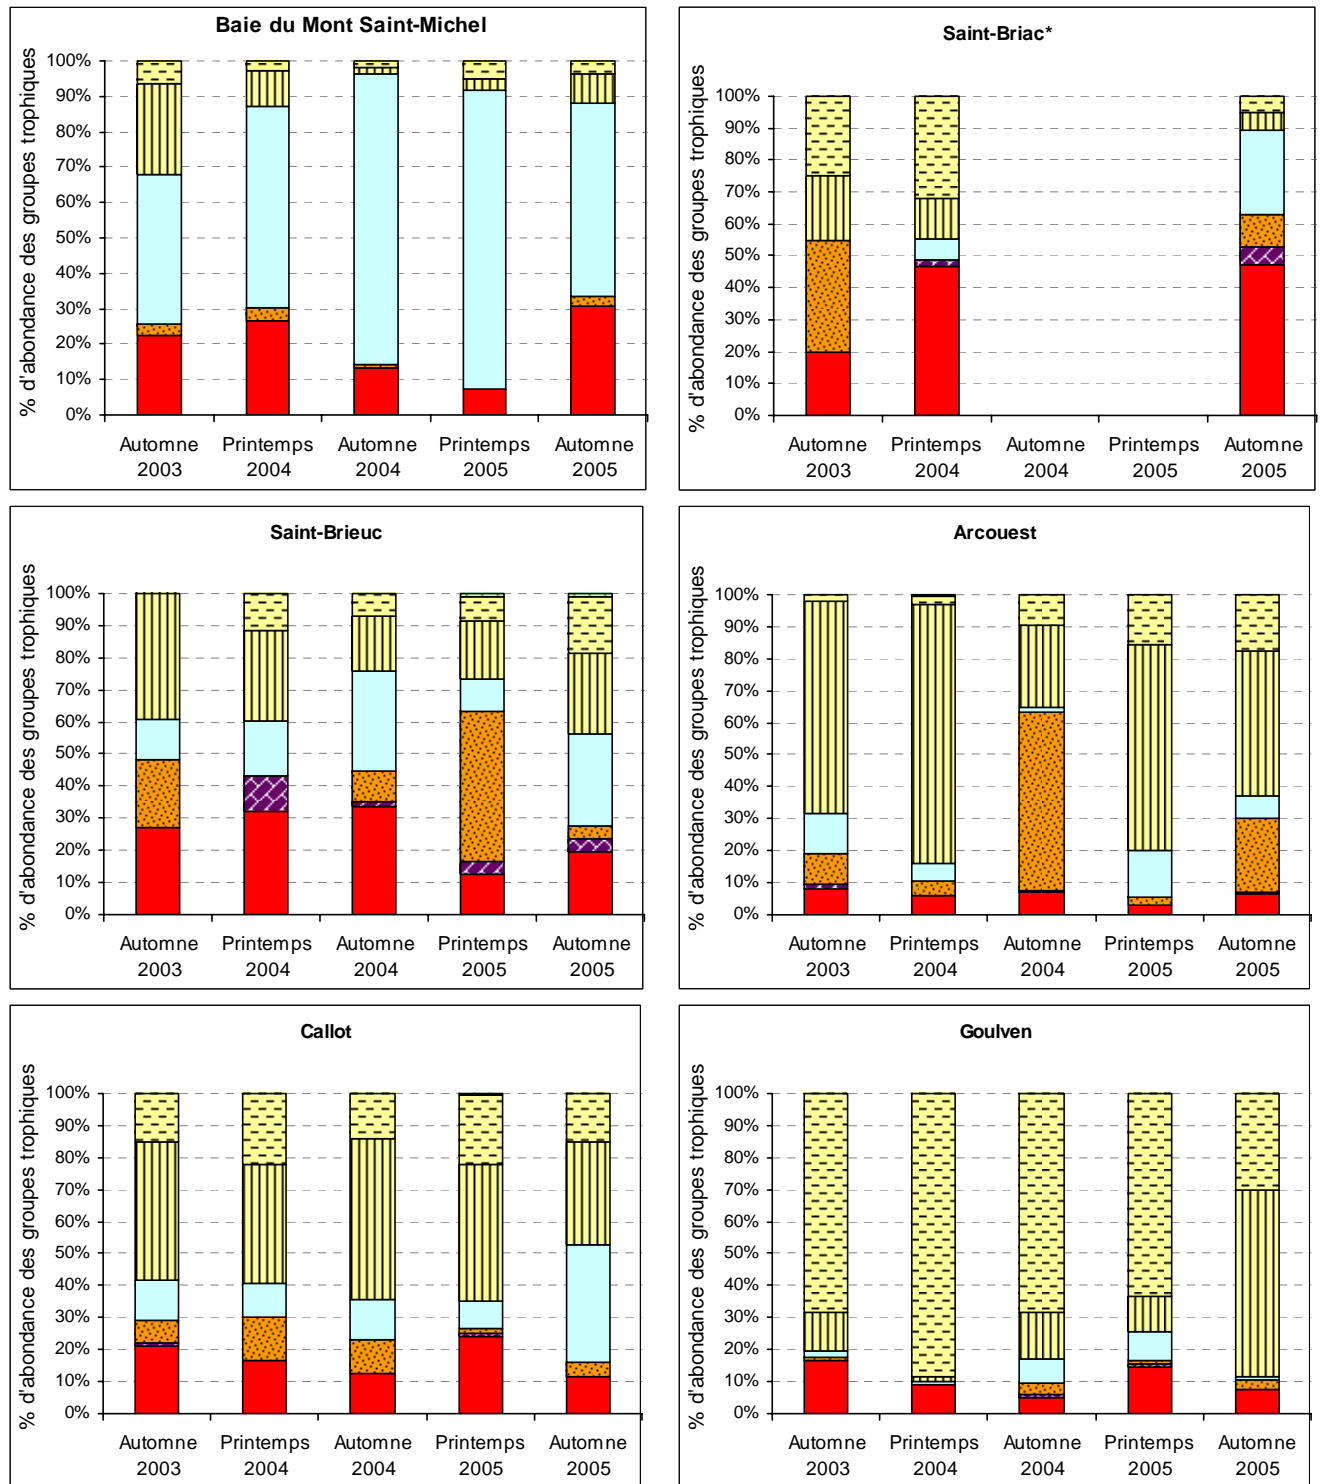 Baie du Mont Saint-Michel
% d'abondance des groupes trophiques
100%
90%
80%
70%
60%
50%
40%
30%
20%
10%
0%
Automne Printemps Automne Printemps Automne
2003 2004 2004 2005 2005
Saint-Briac*
% d'abondance des groupes trophiques
100%
90%
80%
70%
60%
50%
40%
30%
20%
10%
0%
Automne Printemps Automne Printemps Automne
2003 2004 2004 2005 2005
Saint-Brieuc
% d'abondance des groupes trophiques
100%
90%
80%
70%
60%
50%
40%
30%
20%
10%
0%
Automne Printemps Automne Printemps Automne
2003 2004 2004 2005 2005
Arcouest
% d'abondance des groupes trophiques
100%
90%
80%
70%
60%
50%
40%
30%
20%
10%
0%
Automne Printemps Automne Printemps Automne
2003 2004 2004 2005 2005
Callot
% d'abondance des groupes trophiques
100%
90%
80%
70%
60%
50%
40%
30%
20%
10%
0%
Automne Printemps Automne Printemps Automne
2003 2004 2004 2005 2005
Goulven
% d'abondance des groupes trophiques
100%
90%
80%
70%
60%
50%
40%
30%
20%
10%
0%
Automne Printemps Automne Printemps Automne
2003 2004 2004 2005 2005